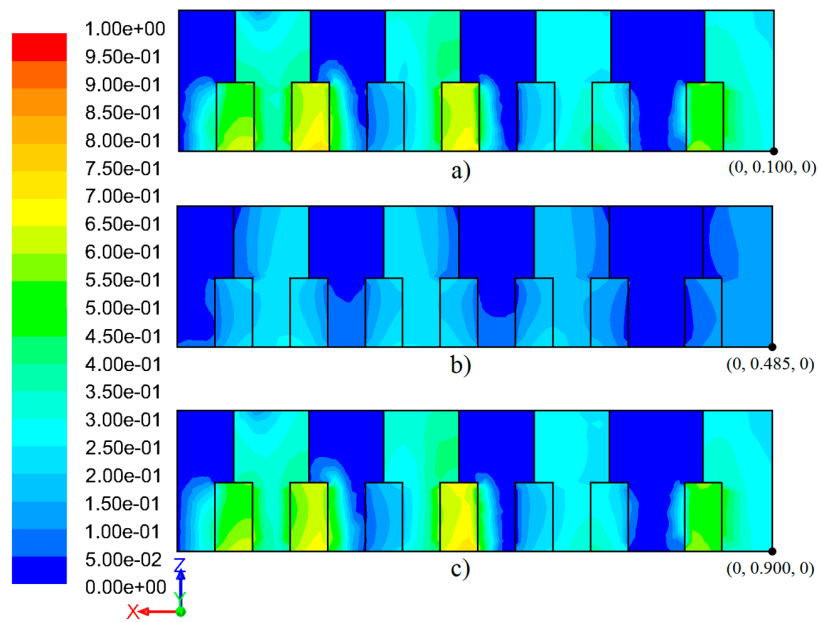 1.00e+00
9.50e-01
9.00e-01
8.50e-01
8.00e-01
7.50e-01
7.00e-01
6.50e-01
6.00e-01
5.50e-01
5.00e-01
4.50e-01
4.00e-01
3.50e-01
3.00e-01
2.50e-01
2.00e-01
1.50e-01
1.00e-01
5.00e-02
0.00e+00
a)
(0, 0.100, 0)
b)
(0, 0.485, 0)
c)
(0, 0.900, 0)
Z
Y
X